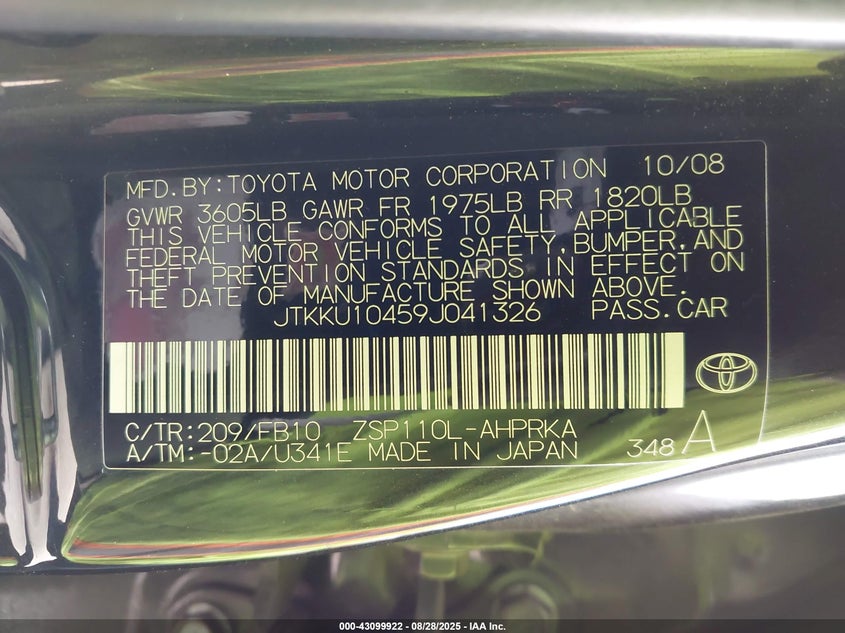 MFD.BY:TOYOTA MOTOR CORPORATION 10/08
GVWR 3605LB GAWR FR 1975LB RR 1820LB
THIS VEHICLE CONFORMS TO ALL APPLICABLE
FEDERAL MOTOR VEHICLE SAFETY,BUMPER,AND
THEFT PREVENTION STANDARDS IN EFFECT ON
THE DATE OF MANUFACTURE SHOWN ABOVE.
JTKKU10459J041326 PASS.CAR
C/TR:209/FB10 ZSP110L-AHPRKA
A/TM:-02A/U341E MADE IN JAPAN 348 A
000-43099922 - 08/28/2025 - IAA Inc.